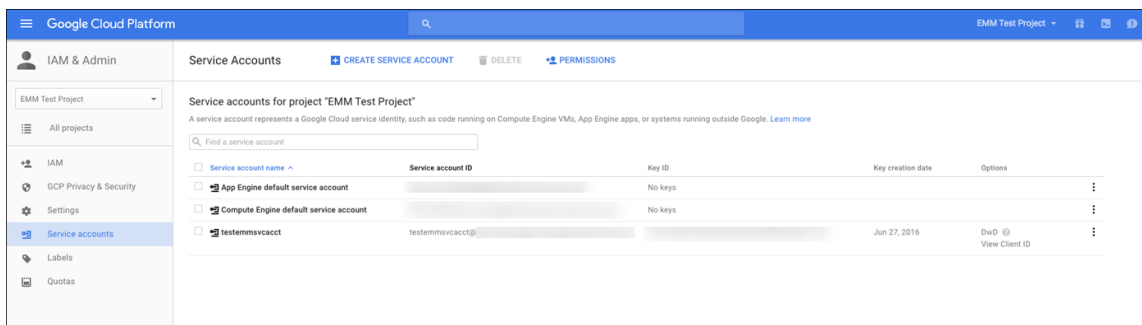 Google Cloud Platform
EMM Test Project
IAM & Admin
Service Accounts
CREATE SERVICE ACCOUNT
DELETE
PERMISSIONS
EMM Test Project
All projects
IAM
GCP Privacy & Security
Settings
Service accounts
Labels
Quotas
Service accounts for project "EMM Test Project"
A service account represents a Google Cloud service identity, such as code running on Compute Engine VMs, App Engine apps, or systems running outside Google. Learn more
Find a service account
Service account name Service account ID Key ID Key creation date Options
App Engine default service account No keys
Compute Engine default service account No keys
testemmsvcacct testemmsvcacct@ Jun 27, 2016 DwD
View Client ID